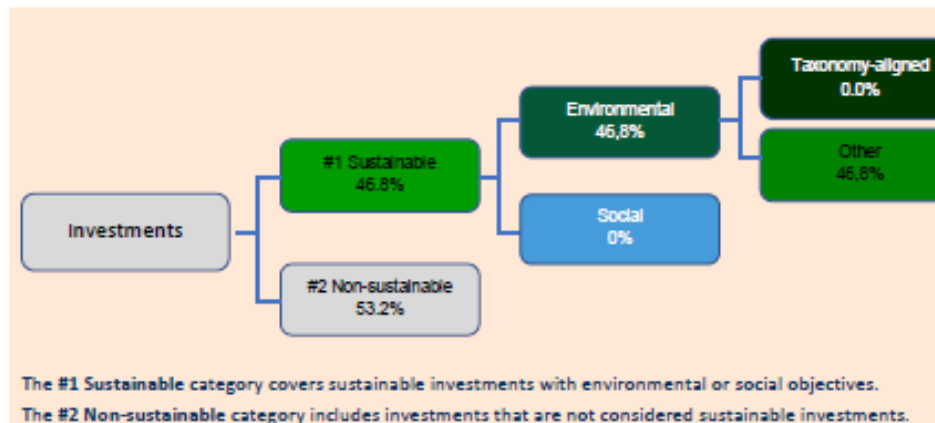 Taxonomy-aligned
0.0%
Environmental
46,8%
#1 Sustainable
46.8%
Other
46,8%
Investments
Social
0%
#2 Non-sustainable
53.2%
The #1 Sustainable category covers sustainable investments with environmental or social objectives.
The #2 Non-sustainable category includes investments that are not considered sustainable investments.